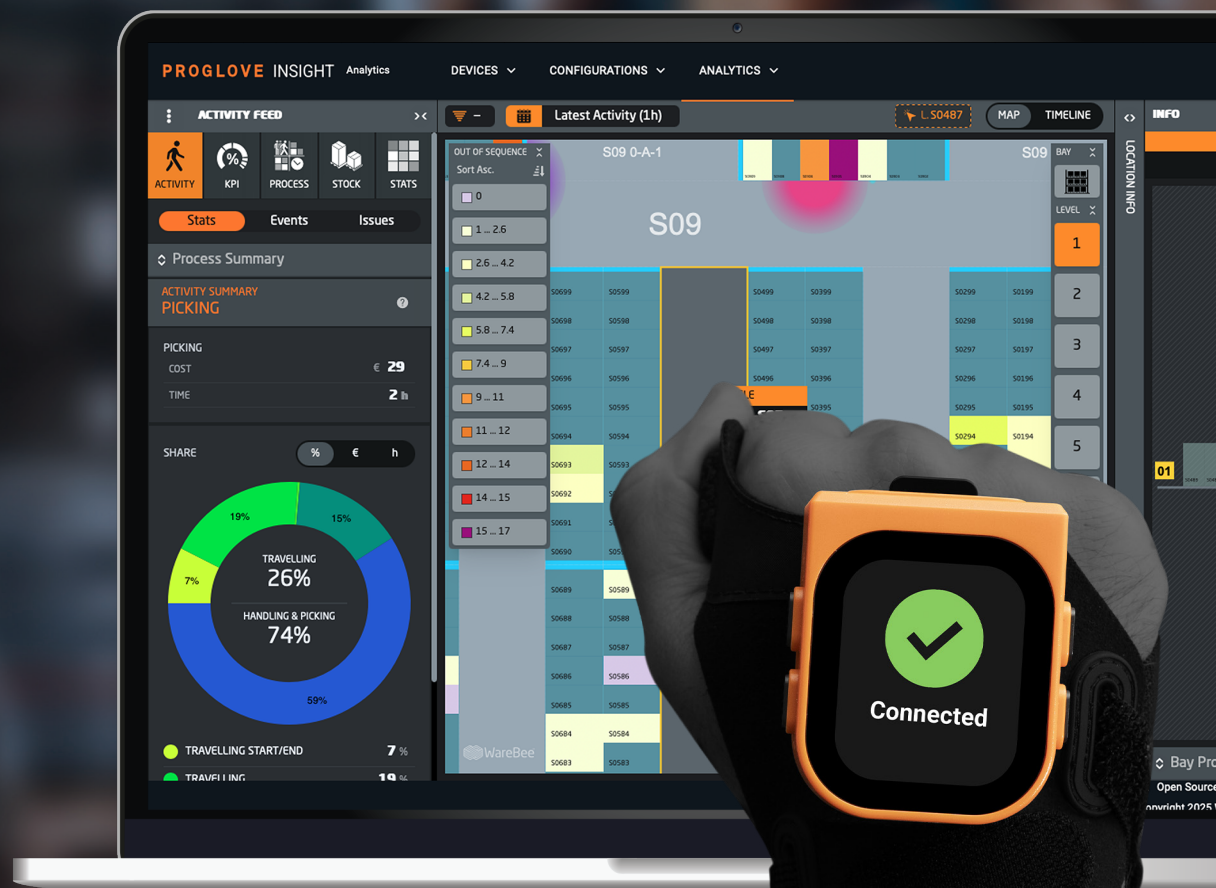 PROGLOVE INSIGHT Analytics
DEVICES
CONFIGURATIONS
ANALYTICS
ACTIVITY FEED
ACTIVITY
KPI
PROCESS
STOCK
STATS
Stats
Events
Issues
Process Summary
ACTIVITY SUMMARY
PICKING
?
PICKING
COST € 29
TIME 2 h
SHARE
% € h
19%
15%
7%
59%
TRAVELLING
26%
HANDLING & PICKING
74%
TRAVELLING START/END 7 %
TRAVELLING 19 %
Latest Activity (1h)
L. S0487
MAP
TIMELINE
OUT OF SEQUENCE
Sort Asc.
0
1 ... 2.6
2.6 ... 4.2
4.2 ... 5.8
5.8 ... 7.4
7.4 ... 9
9 ... 11
11 ... 12
12 ... 14
14 ... 15
15 ... 17
S09 0-A-1
S09
S09
S0699 S0599 S0499 S0399 S0299 S0199
S0698 S0598 S0498 S0398 S0298 S0198
S0697 S0597 S0497 S0397 S0297 S0197
S0696 S0596 S0496 S0396 S0296 S0196
S0695 S0595 S0395 S0295 S0195
S0694 S0594 S0294 S0194
S0693 S0593
S0692
S0691
S0690
S0689 S0589
S0688 S0588
S0687 S0587
S0686 S0586
S0685 S0585
S0684 S0584
S0683 S0583
WareBee
BAY
LEVEL
1
2
3
4
5
LOCATION INFO
INFO
01
Bay Pro
Open Source
opyright 2025
Connected